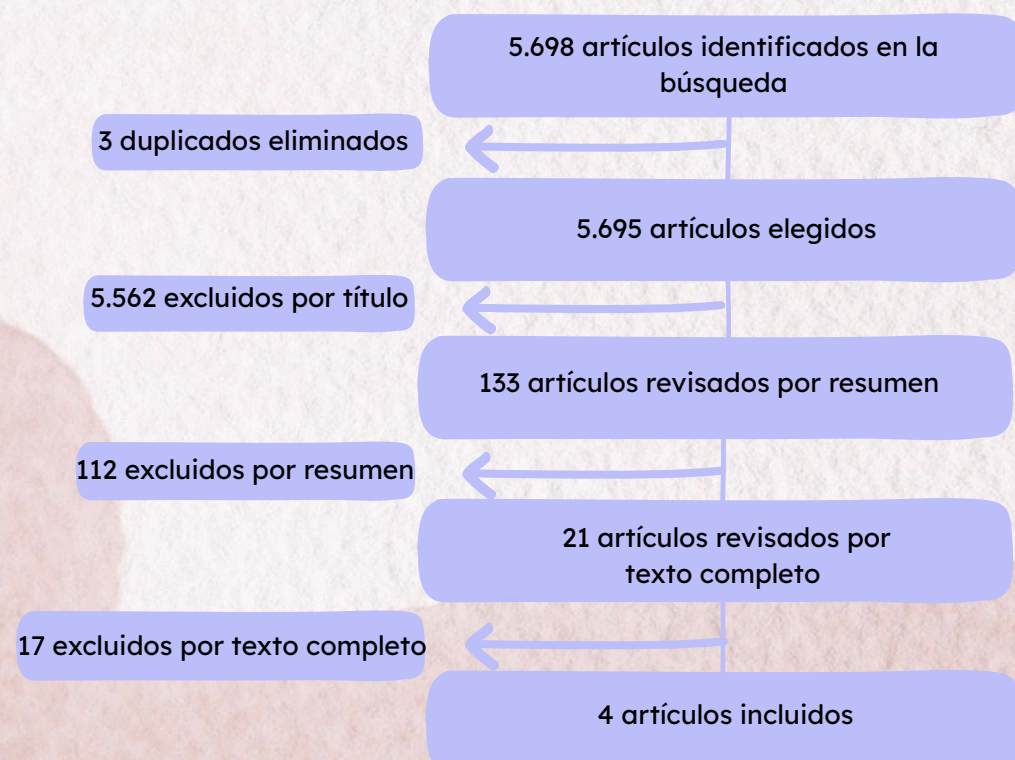 5.698 artículos identificados en la
búsqueda
3 duplicados eliminados
5.695 artículos elegidos
5.562 excluidos por título
133 artículos revisados por resumen
112 excluidos por resumen
21 artículos revisados por
texto completo
17 excluidos por texto completo
4 artículos incluidos